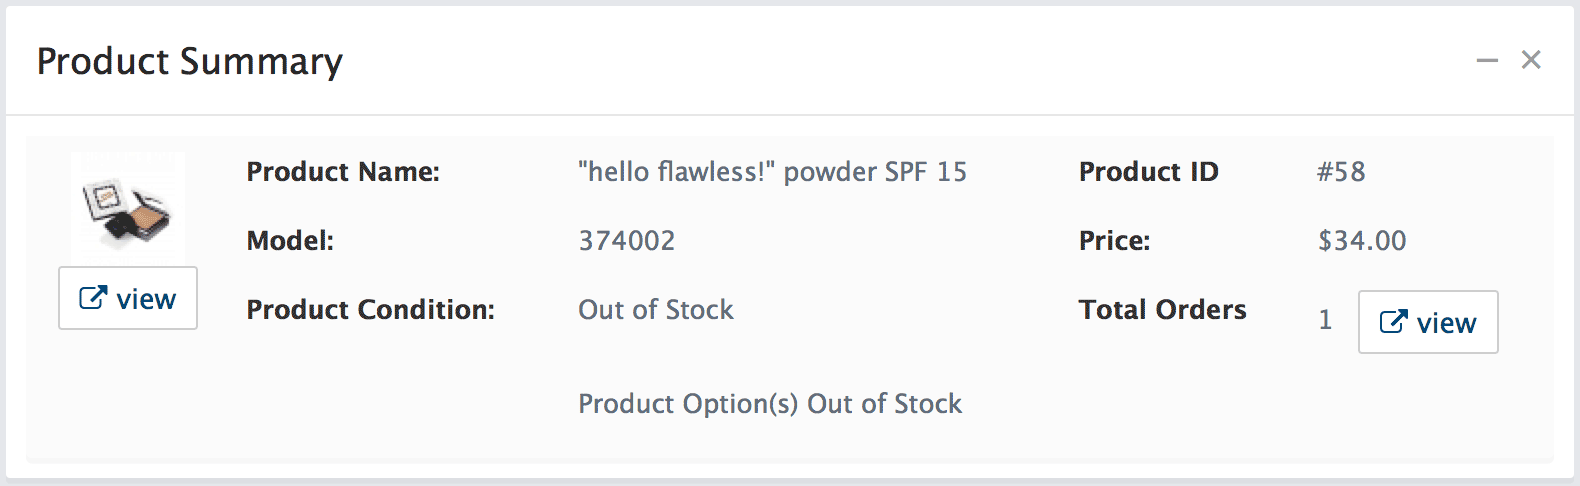 Product Summary
Product Name: "hello flawless!" powder SPF 15 Product ID #58
Model: 374002 Price: $34.00
view
Product Condition: Out of Stock Total Orders 1 view
Product Option(s) Out of Stock